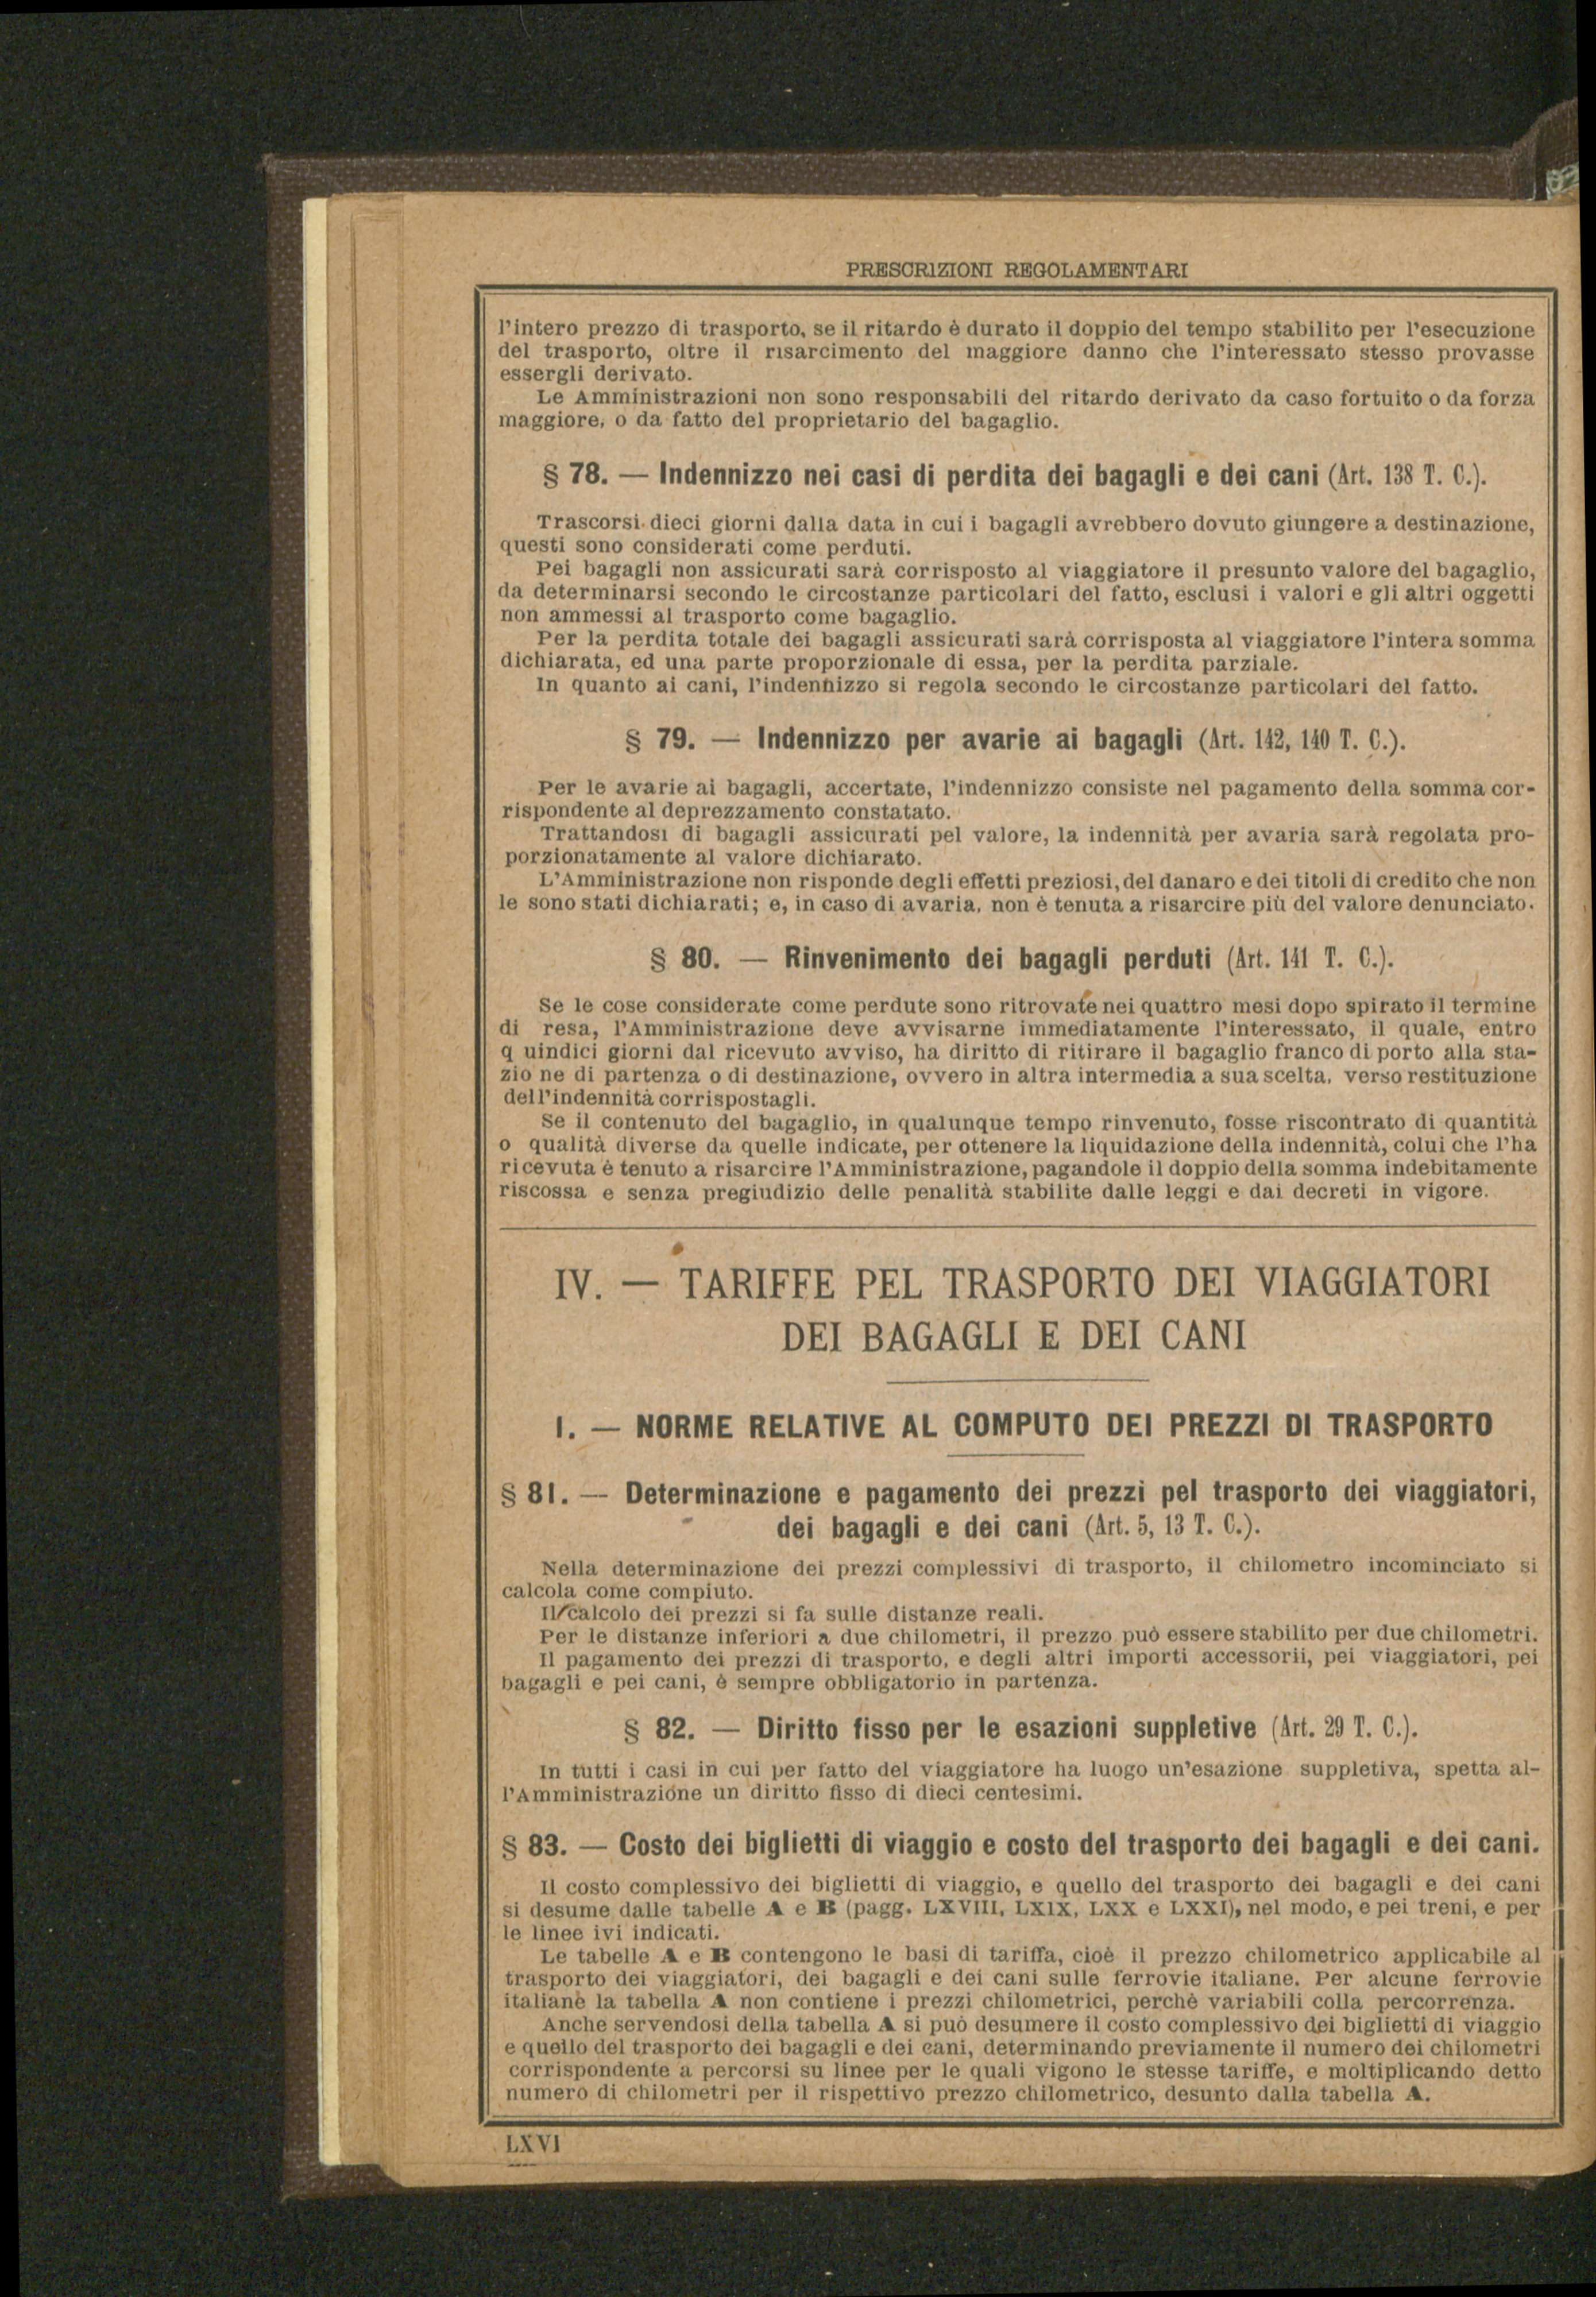 PRESCRIZIONI REGOLAMENTARI
l'intero prezzo di trasporto, se il ritardo è durato il doppio del tempo stabilito per l'esecuzione
del trasporto, oltre il risarcimento del maggiore danno che l'interessato stesso provasse
essergli derivato.
Le Amministrazioni non sono responsabili del ritardo derivato da caso fortuito o da forza
maggiore, o da fatto del proprietario del bagaglio.
§ 78. — Indennizzo nei casi di perdita dei bagagli e dei cani (Art. 138 T. C.).
Trascorsi dieci giorni dalla data in cui i bagagli avrebbero dovuto giungere a destinazione,
questi sono considerati come perduti.
Pei bagagli non assicurati sarà corrisposto al viaggiatore il presunto valore del bagaglio,
da determinarsi secondo le circostanze particolari del fatto, esclusi i valori e gli altri oggetti
non ammessi al trasporto come bagaglio.
Per la perdita totale dei bagagli assicurati sarà corrisposta al viaggiatore l'intera somma
dichiarata, ed una parte proporzionale di essa, per la perdita parziale.
In quanto ai cani, l'indennizzo si regola secondo le circostanze particolari del fatto.
§ 79. — Indennizzo per avarie ai bagagli (Art. 142, 140 T. C.).
Per le avarie ai bagagli, accertate, l'indennizzo consiste nel pagamento della somma cor-
rispondente al deprezzamento constatato.
Trattandosi di bagagli assicurati pel valore, la indennità per avaria sarà regolata pro-
porzionatamente al valore dichiarato.
L'Amministrazione non risponde degli effetti preziosi, del danaro e dei titoli di credito che non
le sono stati dichiarati; e, in caso di avaria, non è tenuta a risarcire più del valore denunciato.
§ 80. — Rinvenimento dei bagagli perduti (Art. 141 T. C.).
Se le cose considerate come perdute sono ritrovate nei quattro mesi dopo spirato il termine
di resa, l'Amministrazione deve avvisarne immediatamente l'interessato, il quale, entro
q uindici giorni dal ricevuto avviso, ha diritto di ritirare il bagaglio franco di porto alla sta-
zio ne di partenza o di destinazione, ovvero in altra intermedia a sua scelta, verso restituzione
dell'indennità corrispostagli.
Se il contenuto del bagaglio, in qualunque tempo rinvenuto, fosse riscontrato di quantità
o qualità diverse da quelle indicate, per ottenere la liquidazione della indennità, colui che l'ha
ricevuta è tenuto a risarcire l'Amministrazione, pagandole il doppio della somma indebitamente
riscossa e senza pregiudizio delle penalità stabilite dalle leggi e dai decreti in vigore.
IV. — TARIFFE PEL TRASPORTO DEI VIAGGIATORI
DEI BAGAGLI E DEI CANI
I. — NORME RELATIVE AL COMPUTO DEI PREZZI DI TRASPORTO
§ 81. — Determinazione e pagamento dei prezzi pel trasporto dei viaggiatori,
dei bagagli e dei cani (Art. 5, 13 T. C.).
Nella determinazione dei prezzi complessivi di trasporto, il chilometro incominciato si
calcola come compiuto.
Il calcolo dei prezzi si fa sulle distanze reali.
Per le distanze inferiori a due chilometri, il prezzo può essere stabilito per due chilometri.
Il pagamento dei prezzi di trasporto, e degli altri importi accessorii, pei viaggiatori, pei
bagagli e pei cani, è sempre obbligatorio in partenza.
§ 82. — Diritto fisso per le esazioni suppletive (Art. 29 T. C.).
In tutti i casi in cui per fatto del viaggiatore ha luogo un'esazione suppletiva, spetta al-
l'Amministrazione un diritto fisso di dieci centesimi.
§ 83. — Costo dei biglietti di viaggio e costo del trasporto dei bagagli e dei cani.
Il costo complessivo dei biglietti di viaggio, e quello del trasporto dei bagagli e dei cani
si desume dalle tabelle A e B (pagg. LXVIII, LXIX, LXX e LXXI), nel modo, e pei treni, e per
le linee ivi indicati.
Le tabelle A e B contengono le basi di tariffa, cioè il prezzo chilometrico applicabile al
trasporto dei viaggiatori, dei bagagli e dei cani sulle ferrovie italiane. Per alcune ferrovie
italiane la tabella A non contiene i prezzi chilometrici, perchè variabili colla percorrenza.
Anche servendosi della tabella A si può desumere il costo complessivo dei biglietti di viaggio
e quello del trasporto dei bagagli e dei cani, determinando previamente il numero dei chilometri
corrispondente a percorsi su linee per le quali vigono le stesse tariffe, e moltiplicando detto
numero di chilometri per il rispettivo prezzo chilometrico, desunto dalla tabella A.
LXVI